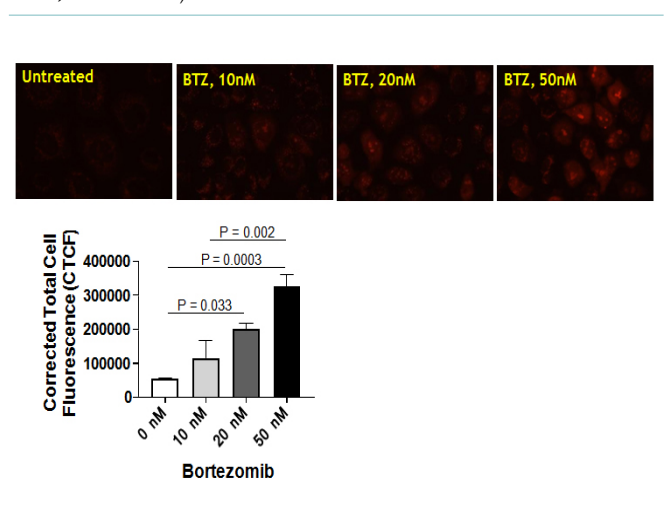 Untreated
BTZ, 10nM
BTZ, 20nM
BTZ, 50nM
P = 0.002
P = 0.0003
P = 0.033
Corrected Total Cell
Fluorescence (CTCF)
400000
300000
200000
100000
0
0 nM
10 nM
20 nM
50 nM
Bortezomib